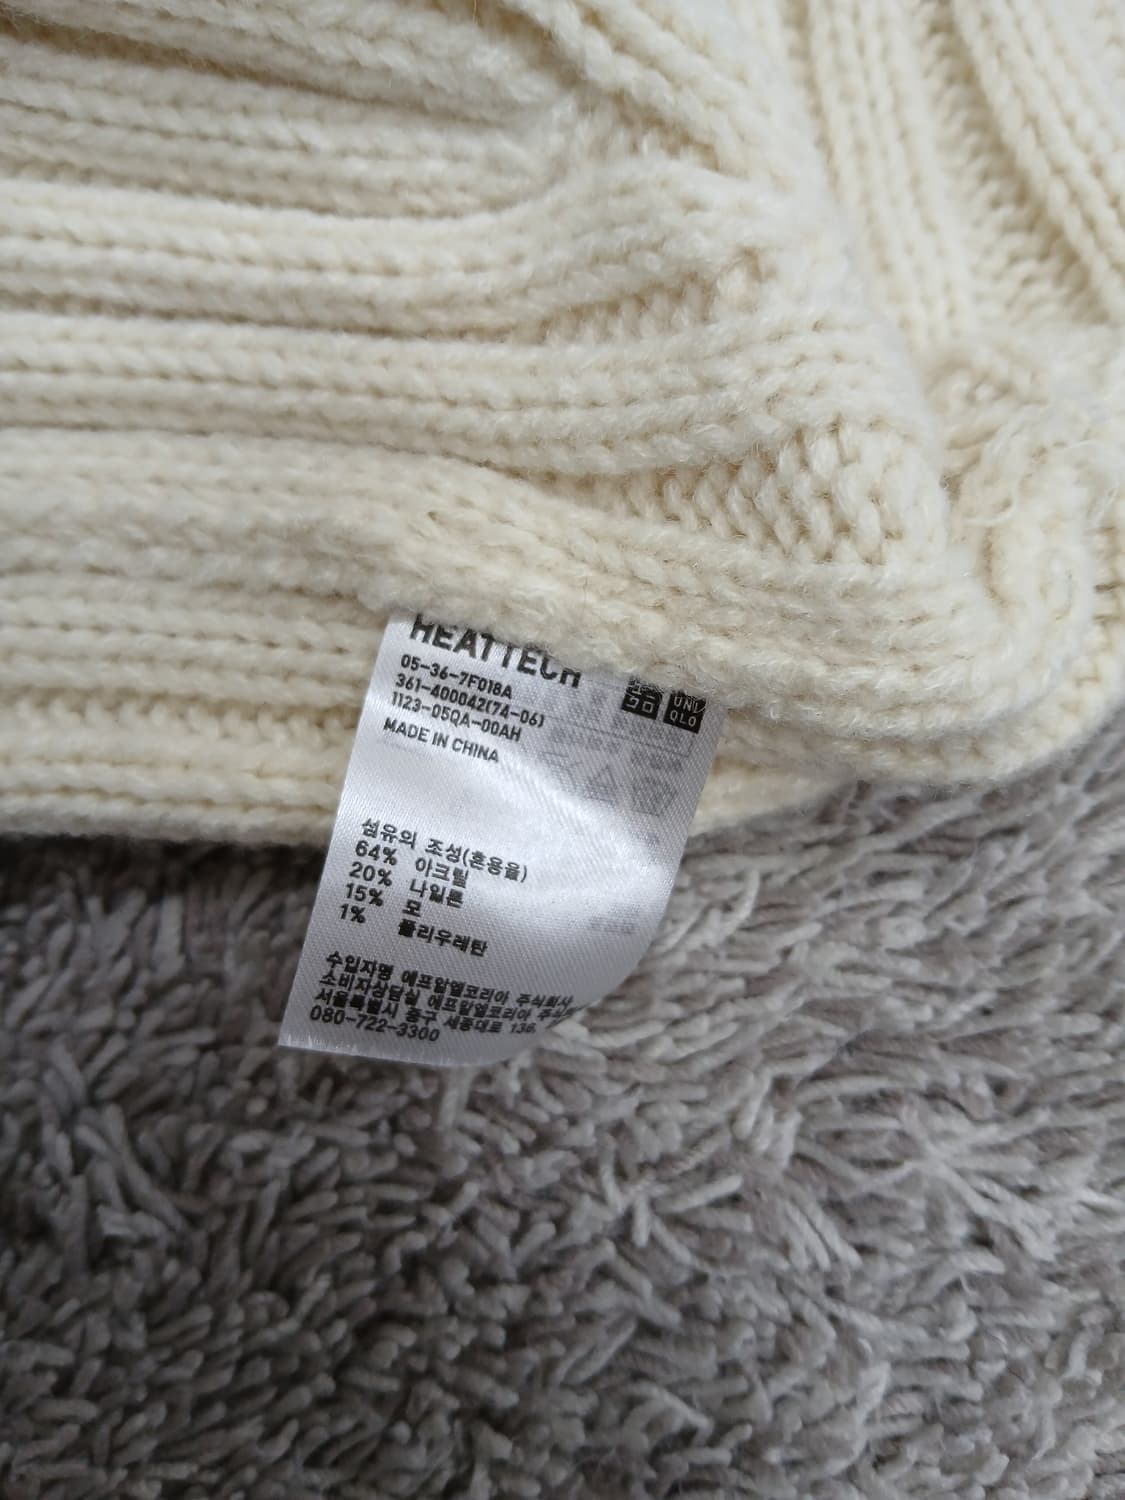 HEATTECH
UNI
QLO
05-36-7F018A
361-400042(74-06)
1123-05QA-00AH
MADE IN CHINA
섬유의 조성(혼용율)
64% 아크릴
20% 나일론
15% 모
1% 폴리우레탄
수입자명 에프알엘코리아 주식회사
소비자상담실 에프알엘코리아 주식
서울특별시 중구 세종대로 136,
080-722-3300